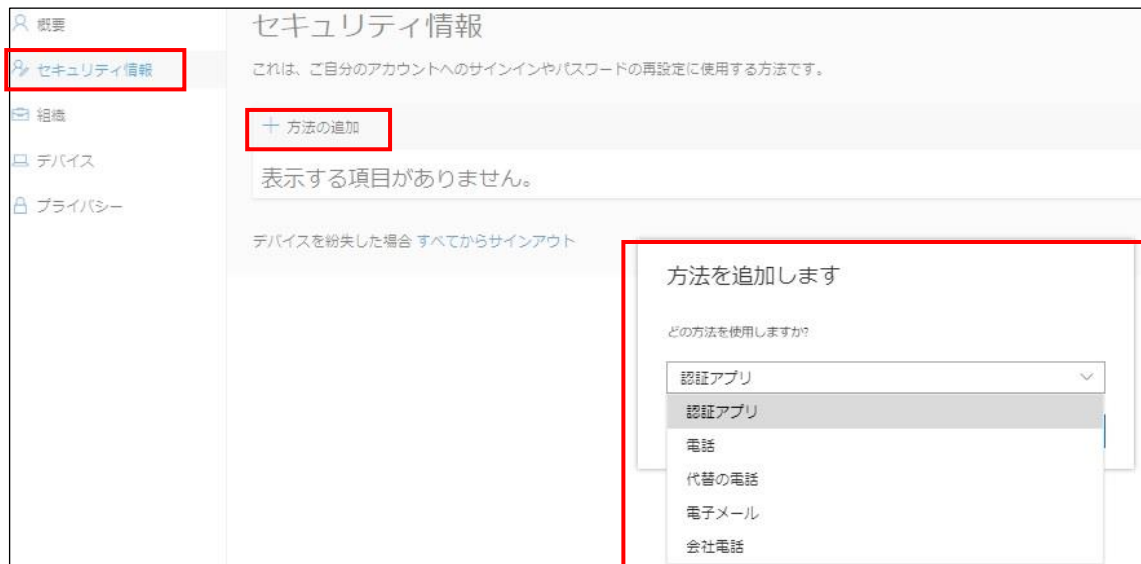 概要
セキュリティ情報
組織
デバイス
プライバシー
セキュリティ情報
これは、ご自分のアカウントへのサインインやパスワードの再設定に使用する方法です。
+ 方法の追加
表示する項目がありません。
デバイスを紛失した場合 すべてからサインアウト
方法を追加します
どの方法を使用しますか?
認証アプリ
認証アプリ
電話
代替の電話
電子メール
会社電話